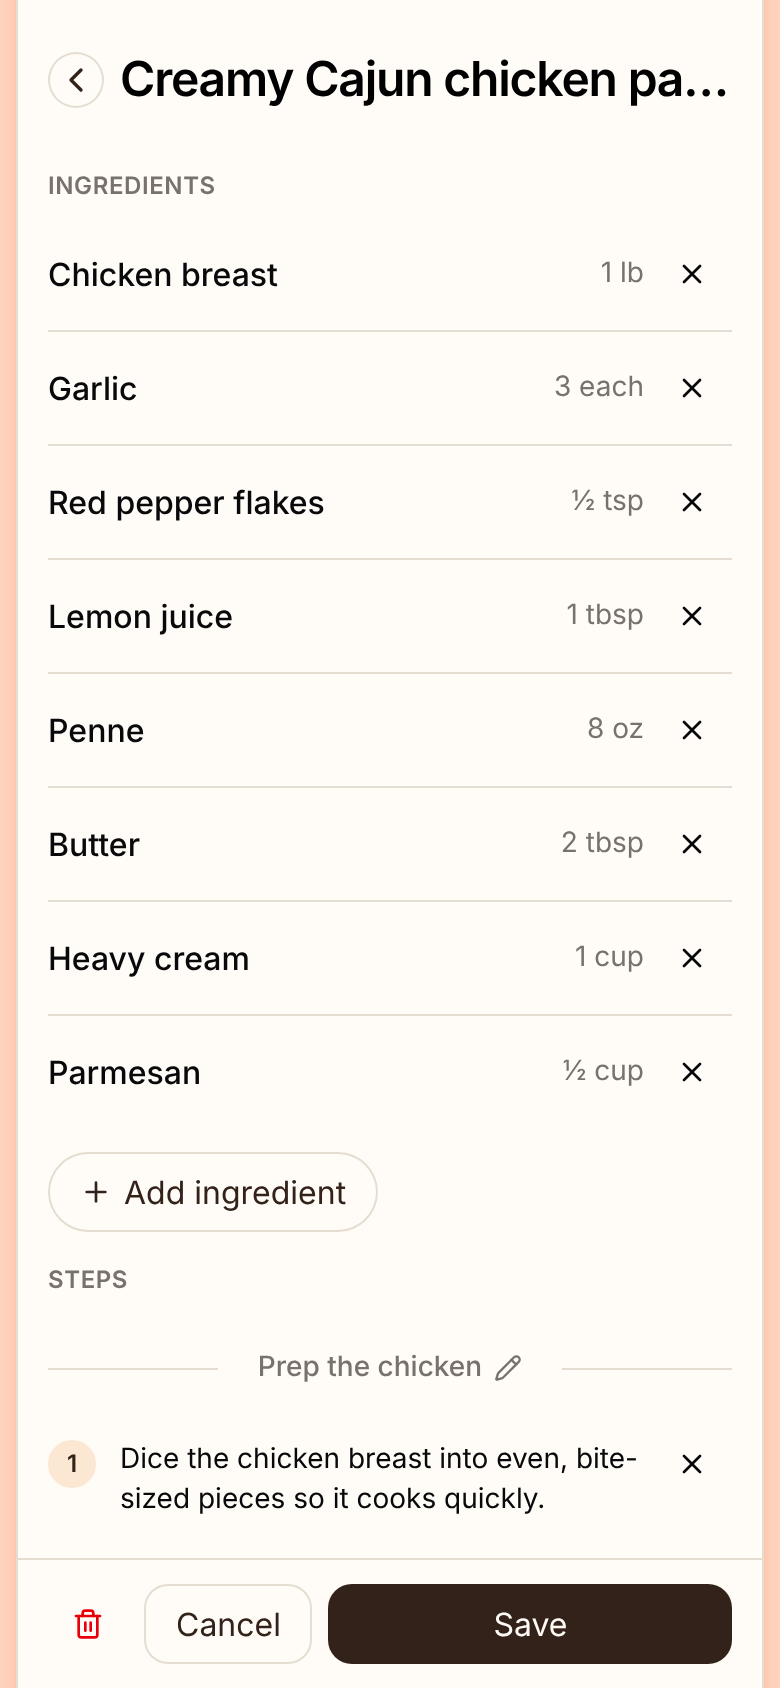 Creamy Cajun chicken pa...
INGREDIENTS
Chicken breast 1 lb
Garlic 3 each
Red pepper flakes ½ tsp
Lemon juice 1 tbsp
Penne 8 oz
Butter 2 tbsp
Heavy cream 1 cup
Parmesan ½ cup
+ Add ingredient
STEPS
Prep the chicken
1 Dice the chicken breast into even, bite-
sized pieces so it cooks quickly.
Cancel Save